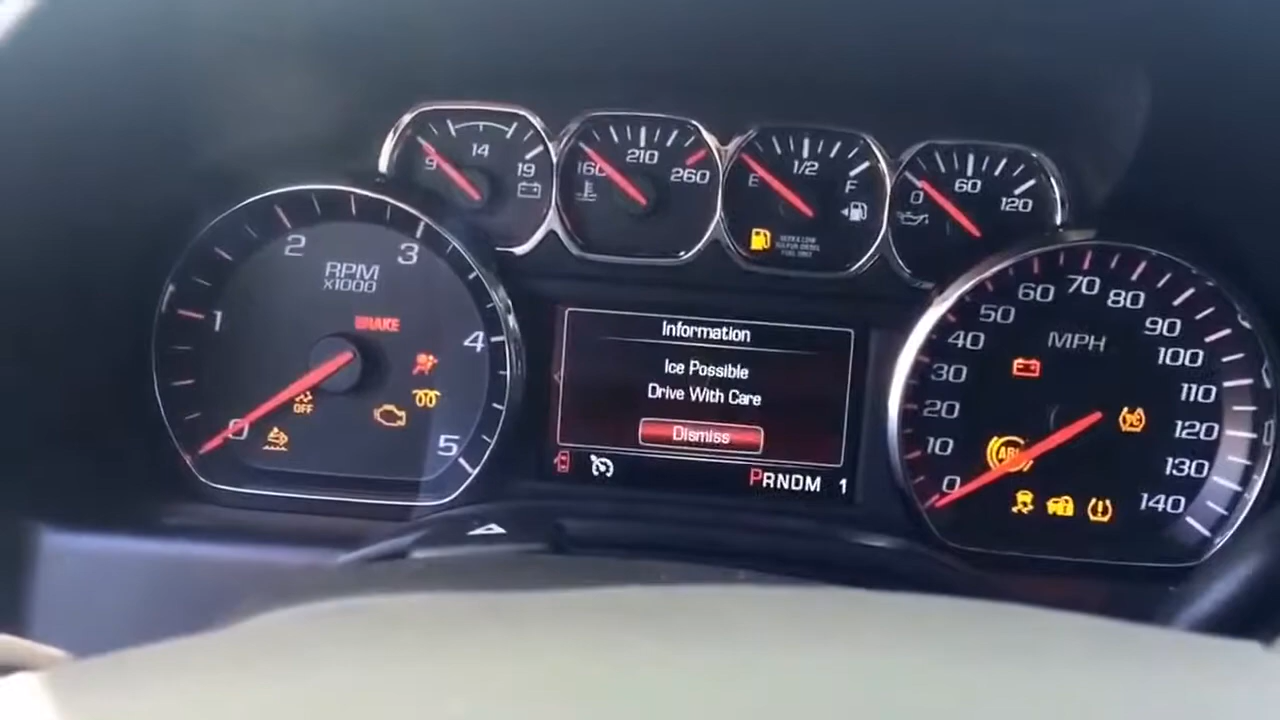 9 14 19
160 210 260
E 1/2 F
ULTRA LOW
SULFUR DIESEL
FUEL ONLY
0 60 120
0 1 2 3 4 5
RPM
x1000
BRAKE
OFF
Information
Ice Possible
Drive With Care
Dismiss
PRNDM 1
0 10 20 30 40 50 60 70 80 90 100 110 120 130 140
MPH
ABS